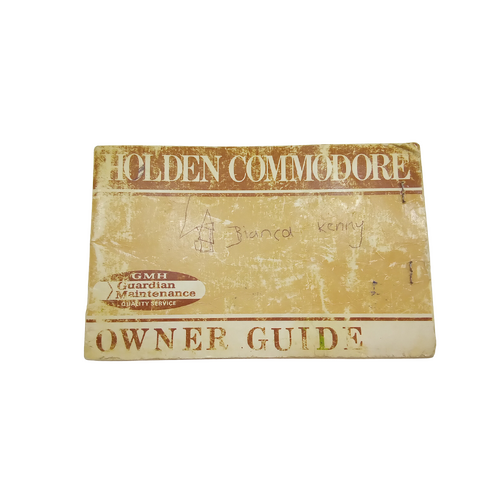 HOLDEN COMMODORE
Bianca Kenny
GMH
Guardian
Maintenance
QUALITY SERVICE
OWNER GUIDE